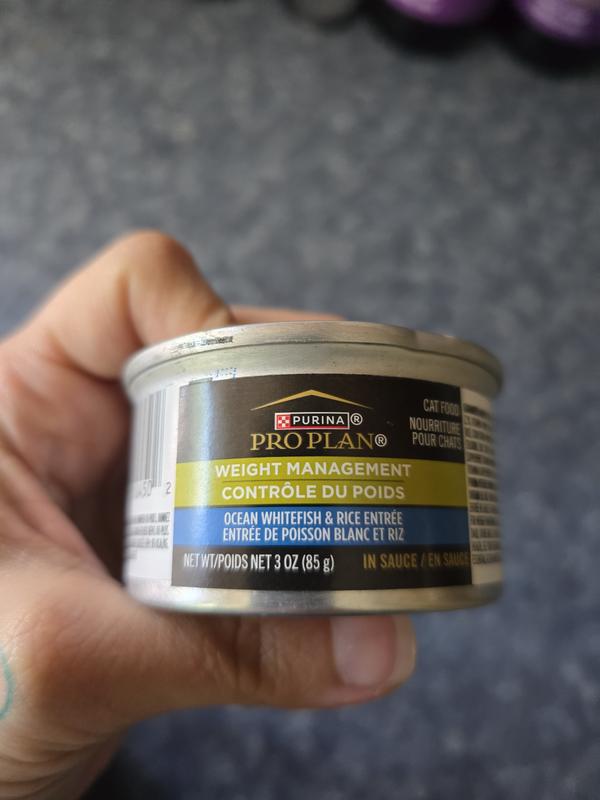 PURINA®
PRO PLAN®
CAT FOOD
NOURRITURE
POUR CHATS
WEIGHT MANAGEMENT
CONTRÔLE DU POIDS
OCEAN WHITEFISH & RICE ENTRÉE
ENTRÉE DE POISSON BLANC ET RIZ
NET WT/POIDS NET 3 OZ (85 g)
IN SAUCE / EN SAUCE
2